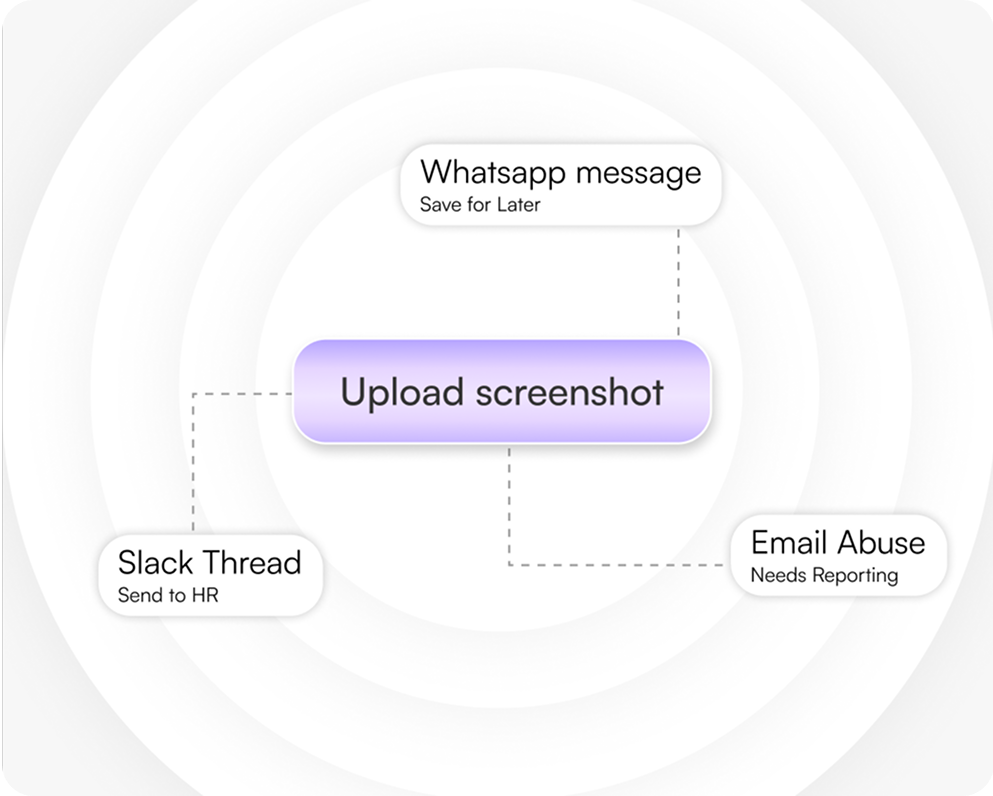 Whatsapp message
Save for Later
Upload screenshot
Slack Thread
Send to HR
Email Abuse
Needs Reporting